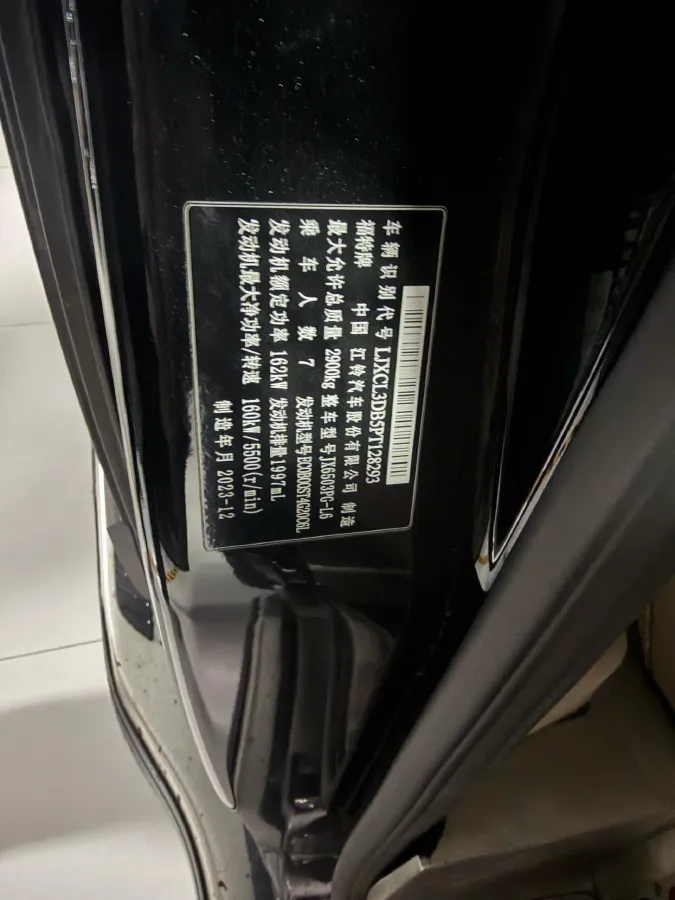 车辆识别代号 LJXCL3DB5PT128293
福特牌 中国 江铃汽车股份有限公司 制造
最大允许总质量 2900kg 整车型号 JX6503PG-L6
乘车人数 7 发动机型号 ECOBOOST4G20C6L
发动机额定功率 162kW 发动机排量 1997mL
发动机最大净功率/转速 160kW/5500(r/min)
制造年月 2023-12